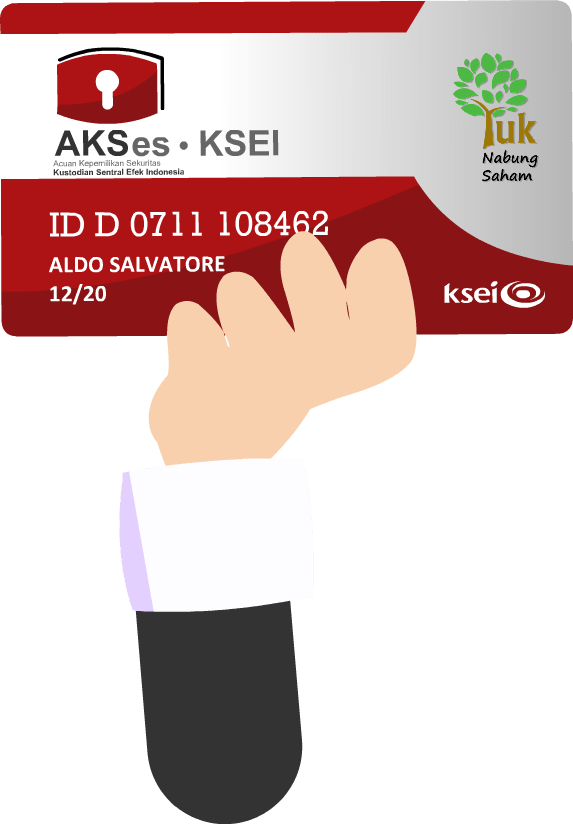 AKSes • KSEI
Acuan Kepemilikan Sekuritas
Kustodian Sentral Efek Indonesia
Yuk
Nabung
Saham
ID D 0711 108462
ALDO SALVATORE
12/20
ksei